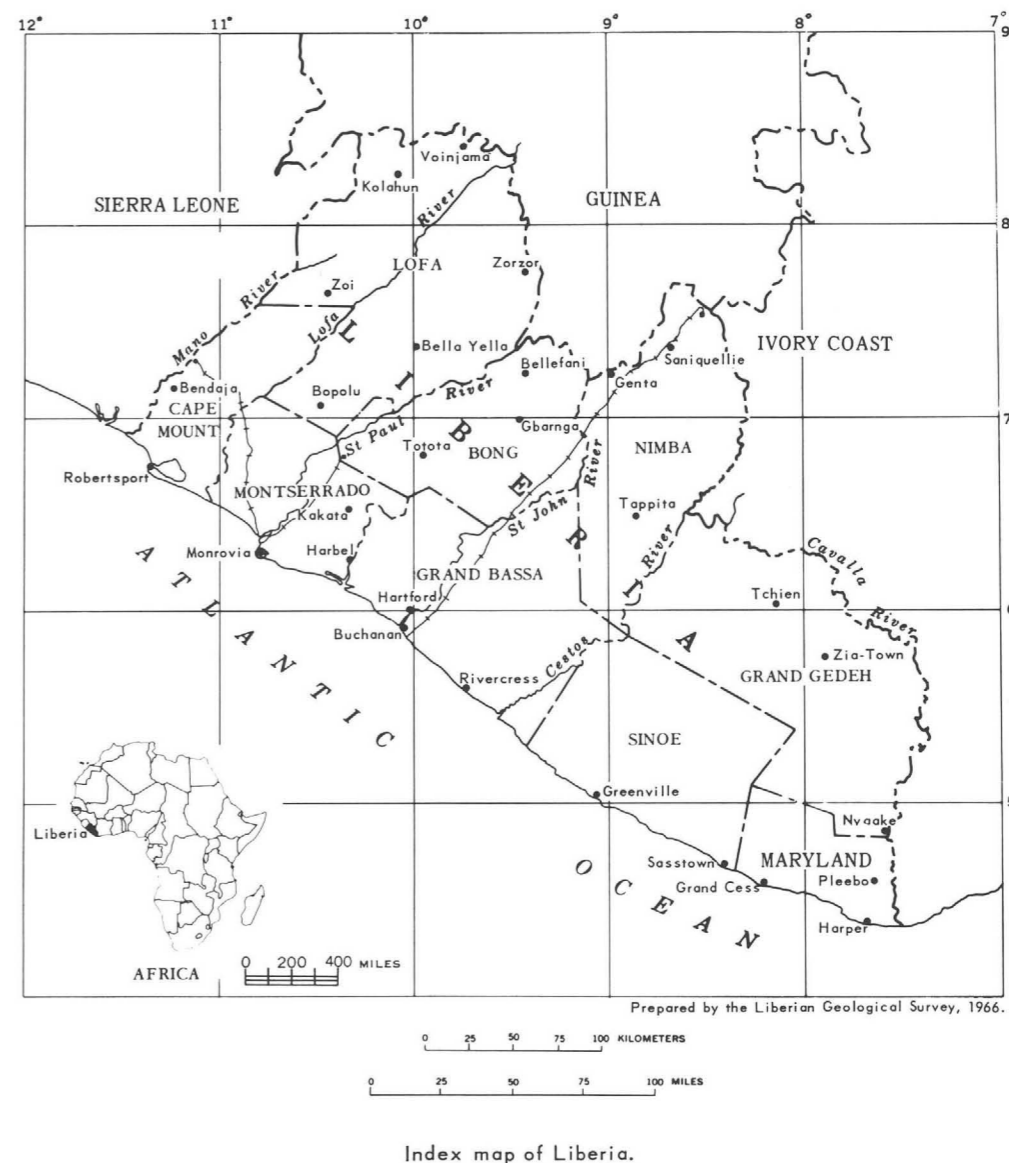 12° 11° 10° 9° 8° 7°
9
Voinjama
Kolahun
SIERRA LEONE
River
GUINEA
8
LOFA
Zorzor
River
Zoi
Lofa
Mano
L I B E R I A
IVORY COAST
Bella Yella
Saniquellie
Bendaja
Bopolu
River
Bellefani
Genta
CAPE
MOUNT
7
St Paul
Gbarnga
Totota
BONG
River
NIMBA
Robertsport
MONTSERRADO
Kakata
St John
Tappita
Monrovia
Harbel
River
Cavalla
GRAND BASSA
Hartford
Tchien
6
Buchanan
River
Zia-Town
Cestos
Rivercress
GRAND GEDEH
ATLANTIC
SINOE
Greenville
5
Nyaake
Liberia
MARYLAND
Sasstown
Pleebo
Grand Cess
OCEAN
Harper
AFRICA
0 200 400 MILES
Prepared by the Liberian Geological Survey, 1966.
0 25 50 75 100 KILOMETERS
0 25 50 75 100 MILES
Index map of Liberia.